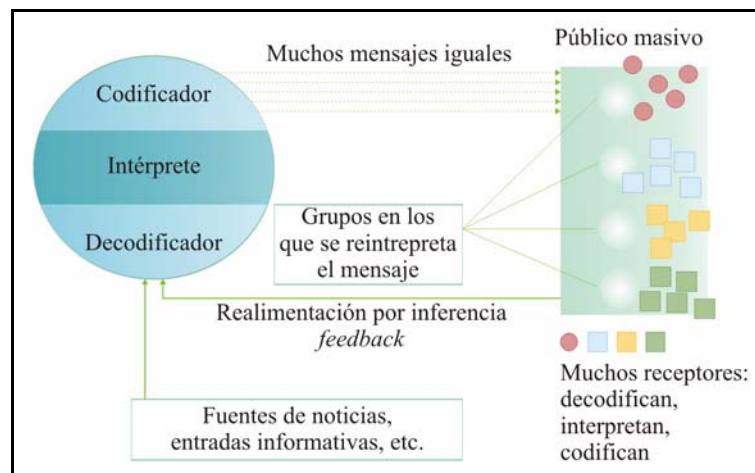 Público masivo
Muchos mensajes iguales
Codificador
Intérprete
Decodificador
Grupos en los
que se reintrepreta
el mensaje
Realimentación por inferencia
feedback
Fuentes de noticias,
entradas informativas, etc.
Muchos receptores:
decodifican,
interpretan,
codifican